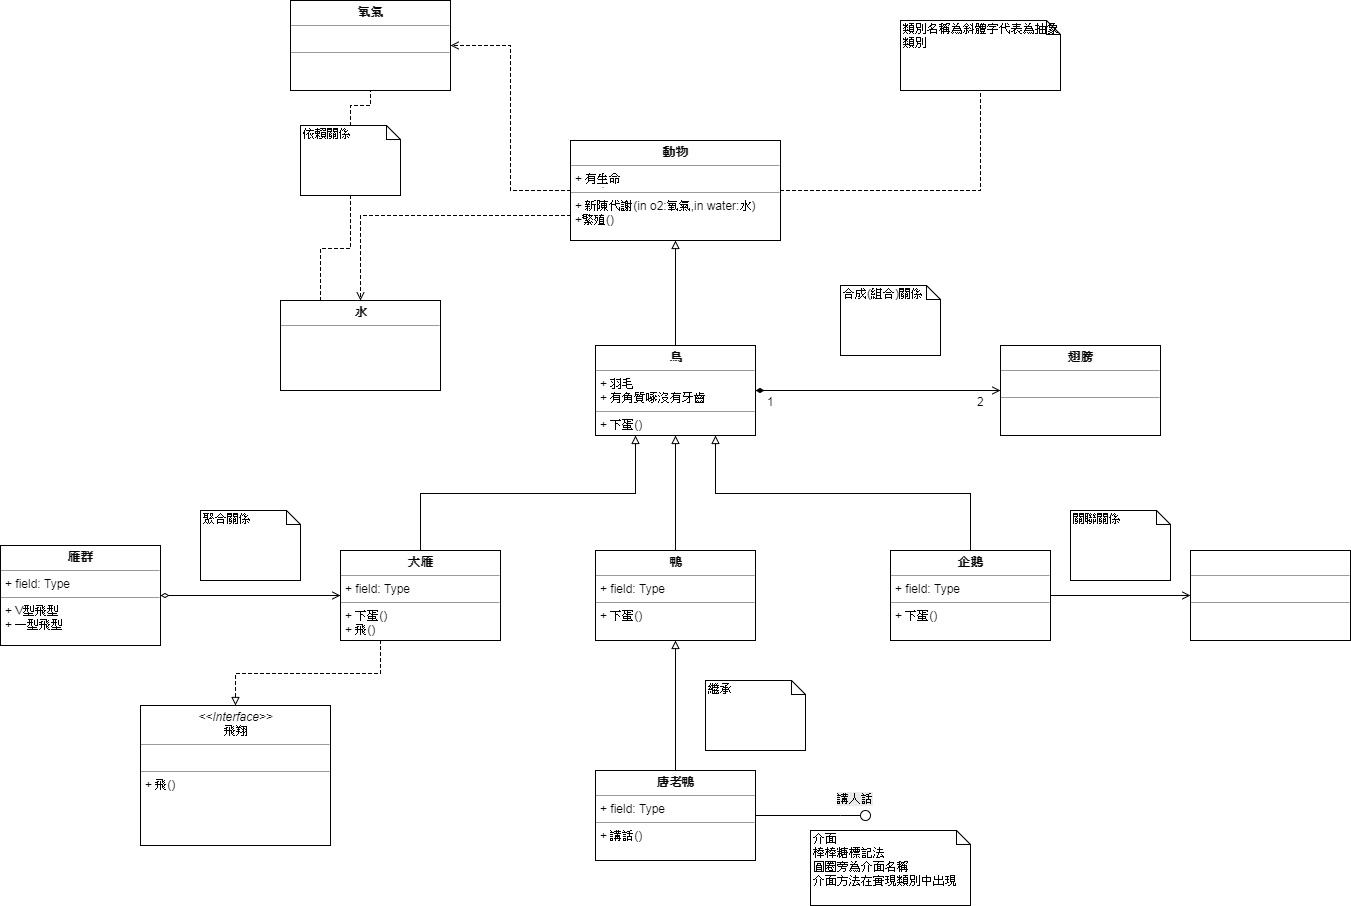 氧氣
類別名稱為斜體字代表為抽象
類別
依賴關係
動物
+ 有生命
+ 新陳代謝(in o2:氧氣,in water:水)
+繁殖()
水
合成(組合)關係
鳥
+ 羽毛
+ 有角質啄沒有牙齒
+ 下蛋()
1
2
翅膀
聚合關係
雁群
+ field: Type
+ V型飛型
+ 一型飛型
大雁
+ field: Type
+ 下蛋()
+ 飛()
鴨
+ field: Type
+ 下蛋()
企鵝
+ field: Type
+ 下蛋()
關聯關係
<<Interface>>
飛翔
+ 飛()
繼承
唐老鴨
+ field: Type
+ 講話()
講人話
介面
棒棒糖標記法
圓圈旁為介面名稱
介面方法在實現類別中出現